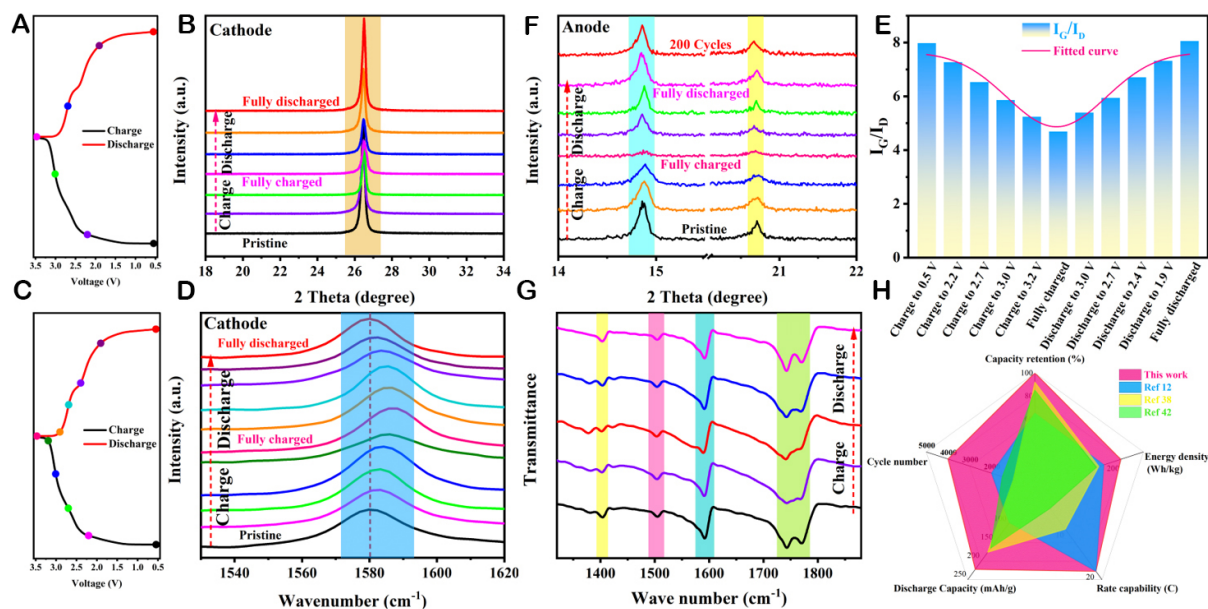 A
Charge
Discharge
3.5 3.0 2.5 2.0 1.5 1.0 0.5
Voltage (V)
B
Cathode
Intensity (a.u.)
Fully discharged
Discharge
Fully charged
Charge
Pristine
18 20 22 24 26 28 30 32 34
2 Theta (degree)
F
Anode
Intensity (a.u.)
200 Cycles
Fully discharged
Discharge
Fully charged
Charge
Pristine
14 15 21 22
2 Theta (degree)
E
I_G/I_D
Fitted curve
I_G/I_D
8
6
4
2
0
Charge to 0.5 V
Charge to 2.2 V
Charge to 2.7 V
Charge to 3.0 V
Charge to 3.2 V
Fully charged
Discharge to 3.0 V
Discharge to 2.7 V
Discharge to 2.4 V
Discharge to 1.9 V
Fully discharged
C
Charge
Discharge
3.5 3.0 2.5 2.0 1.5 1.0 0.5
Voltage (V)
D
Cathode
Intensity (a.u.)
Fully discharged
Discharge
Fully charged
Charge
Pristine
1540 1560 1580 1600 1620
Wavenumber (cm⁻¹)
G
Transmittance
Discharge
Charge
1400 1500 1600 1700 1800
Wave number (cm⁻¹)
H
Capacity retention (%)
100
80
This work
Ref 12
Ref 38
Ref 42
Energy density
(Wh/kg)
200
Rate capability (C)
20
Discharge Capacity (mAh/g)
250
200
150
Cycle number
5000
4000
3000
2000